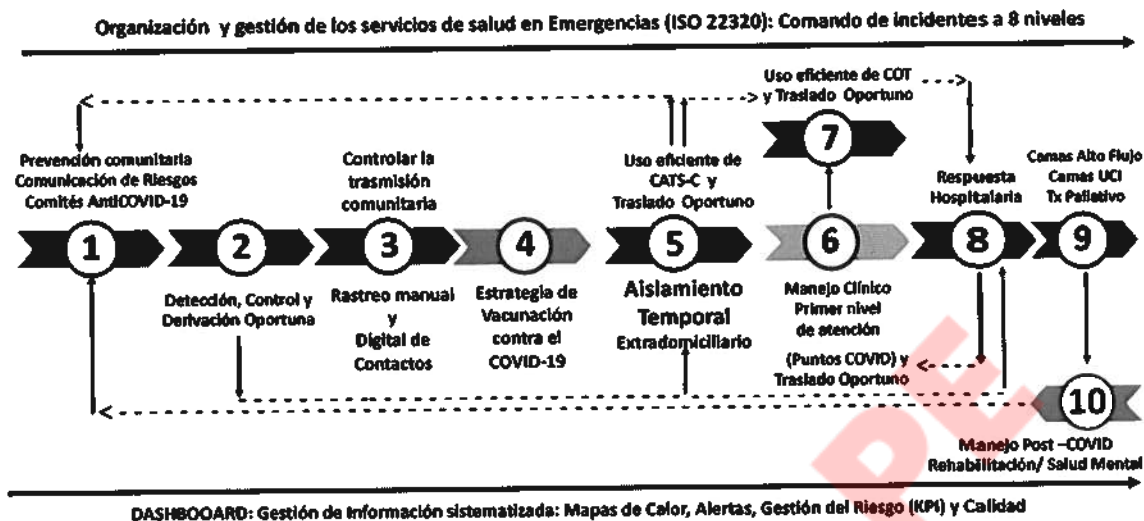 Organización y gestión de los servicios de salud en Emergencias (ISO 22320): Comando de incidentes a 8 niveles
Uso eficiente de COT
y Traslado Oportuno
7
Prevención comunitaria
Comunicación de Riesgos
Comités AntiCOVID-19
1
2
Detección, Control y
Derivación Oportuna
Controlar la
trasmisión
comunitaria
3
Rastreo manual
y
Digital de
Contactos
4
Estrategia de
Vacunación
contra el
COVID-19
Uso eficiente de
CATS-C y
Traslado Oportuno
5
Aislamiento
Temporal
Extradomiciliario
6
Manejo Clínico
Primer nivel
de atención
(Puntos COVID) y
Traslado Oportuno
Respuesta
Hospitalaria
8
Camas Alto Flujo
Camas UCI
Tx Paliativo
9
10
Manejo Post –COVID
Rehabilitación/ Salud Mental
DASHBOOARD: Gestión de Información sistematizada: Mapas de Calor, Alertas, Gestión del Riesgo (KPI) y Calidad
PE